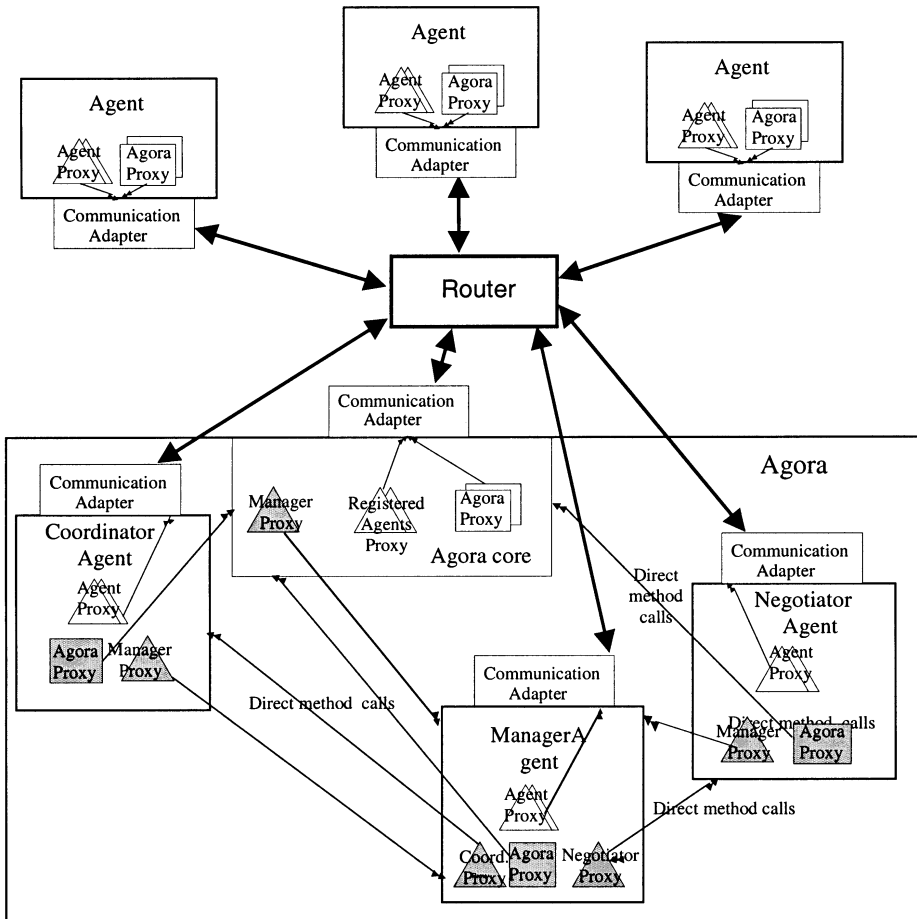 Agent
Agent
Proxy
Agora
Proxy
Communication
Adapter
Agent
Agent
Proxy
Agora
Proxy
Communication
Adapter
Agent
Agent
Proxy
Agora
Proxy
Communication
Adapter
Router
Communication
Adapter
Agora
Communication
Adapter
Manager
Proxy
Registered
Agents
Proxy
Agora
Proxy
Agora core
Coordinator
Agent
Agent
Proxy
Agora
Proxy
Manager
Proxy
Direct
method
calls
Communication
Adapter
Negotiator
Agent
Agent
Proxy
Direct method calls
Manager
Proxy
Agora
Proxy
Direct method calls
Communication
Adapter
ManagerA
gent
Agent
Proxy
Coord.
Proxy
Agora
Proxy
Negotiator
Proxy
Direct method calls